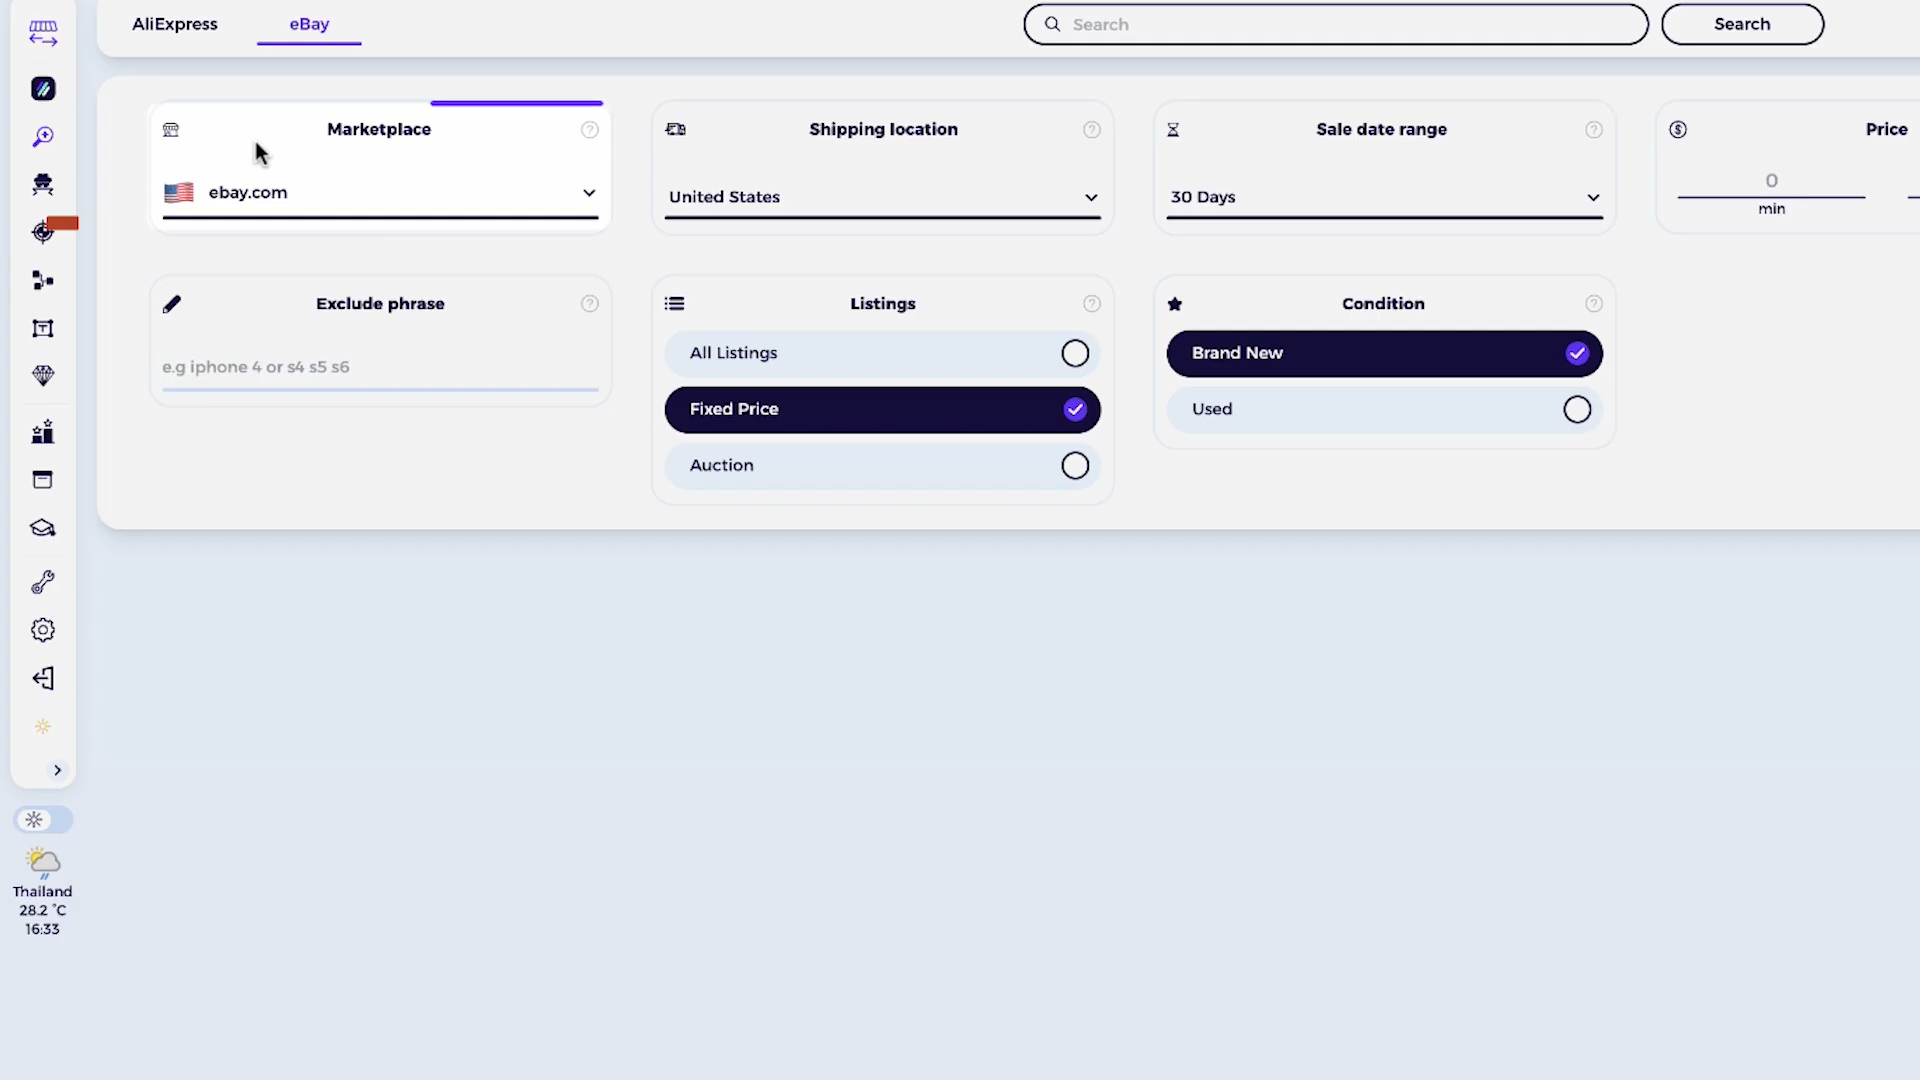 AliExpress
eBay
Search
Search
Marketplace
ebay.com
Shipping location
United States
Sale date range
30 Days
Price
0
min
Exclude phrase
e.g iphone 4 or s4 s5 s6
Listings
All Listings
Fixed Price
Auction
Condition
Brand New
Used
Thailand
28.2 °C
16:33